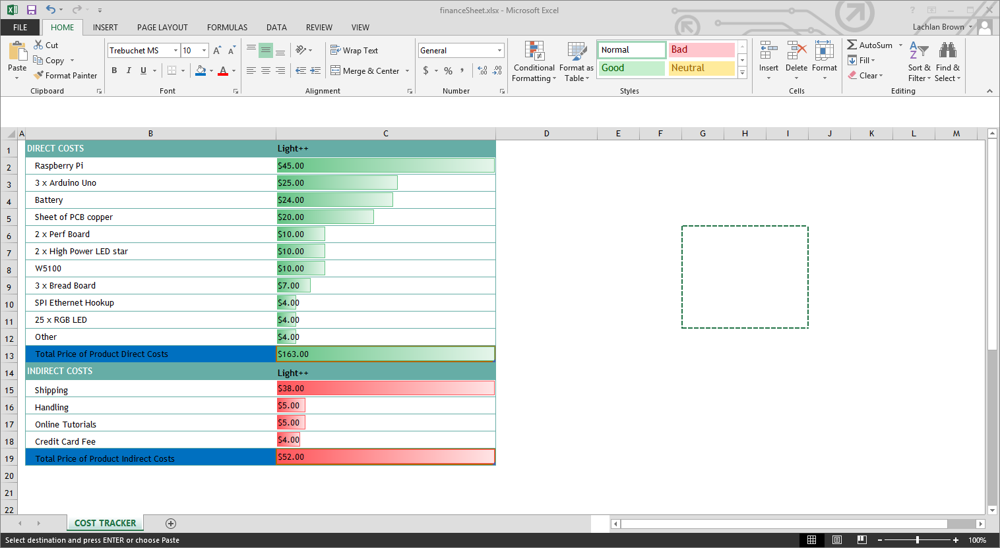 financeSheet.xlsx - Microsoft Excel
?
FILE HOME INSERT PAGE LAYOUT FORMULAS DATA REVIEW VIEW Lachlan Brown
Paste
Cut
Copy
Format Painter
Clipboard
Trebuchet MS 10 A A
B I U A
Font
Wrap Text
Merge & Center
Alignment
General
$ % , .00 .00
Number
Conditional Formatting
Format as Table
Normal Bad
Good Neutral
Styles
Insert Delete Format
Cells
AutoSum
Fill
Clear
Sort & Filter
Find & Select
Editing
A B C D E F G H I J K L M
1 DIRECT COSTS Light++
2 Raspberry Pi $45.00
3 3 x Arduino Uno $25.00
4 Battery $24.00
5 Sheet of PCB copper $20.00
6 2 x Perf Board $10.00
7 2 x High Power LED star $10.00
8 W5100 $10.00
9 3 x Bread Board $7.00
10 SPI Ethernet Hookup $4.00
11 25 x RGB LED $4.00
12 Other $4.00
13 Total Price of Product Direct Costs $163.00
14 INDIRECT COSTS Light++
15 Shipping $38.00
16 Handling $5.00
17 Online Tutorials $5.00
18 Credit Card Fee $4.00
19 Total Price of Product Indirect Costs $52.00
20
21
22
COST TRACKER
Select destination and press ENTER or choose Paste 100%